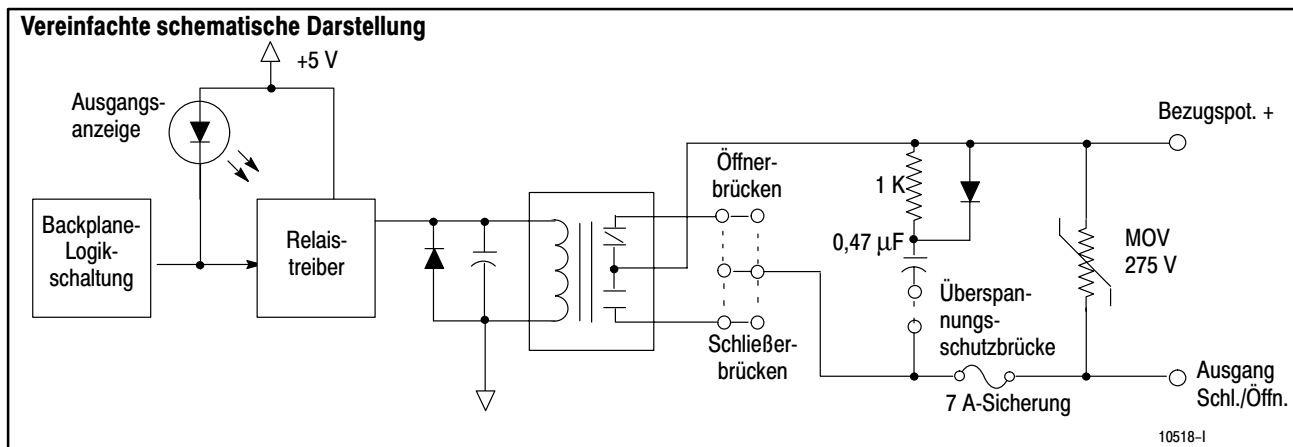 Vereinfachte schematische Darstellung
+5 V
Ausgangs-
anzeige
Backplane-
Logik-
schaltung
Relais-
treiber
Öffner-
brücken
Schließer-
brücken
1 K
0,47 µF
Überspan-
nungs-
schutzbrücke
7 A-Sicherung
MOV
275 V
Bezugspot. +
Ausgang
Schl./Öffn.
10518–I